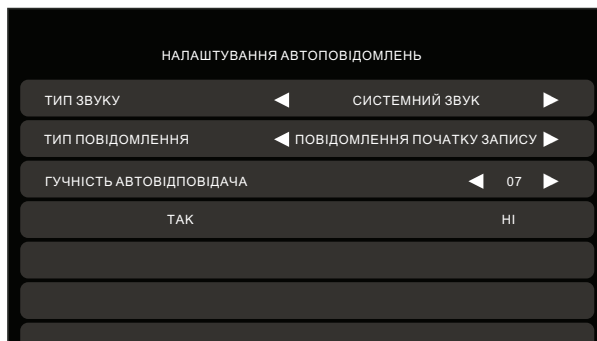 НАЛАШТУВАННЯ АВТОПОВІДОМЛЕНЬ
ТИП ЗВУКУ СИСТЕМНИЙ ЗВУК
ТИП ПОВІДОМЛЕННЯ ПОВІДОМЛЕННЯ ПОЧАТКУ ЗАПИСУ
ГУЧНІСТЬ АВТОВІДПОВІДАЧА 07
ТАК НІ